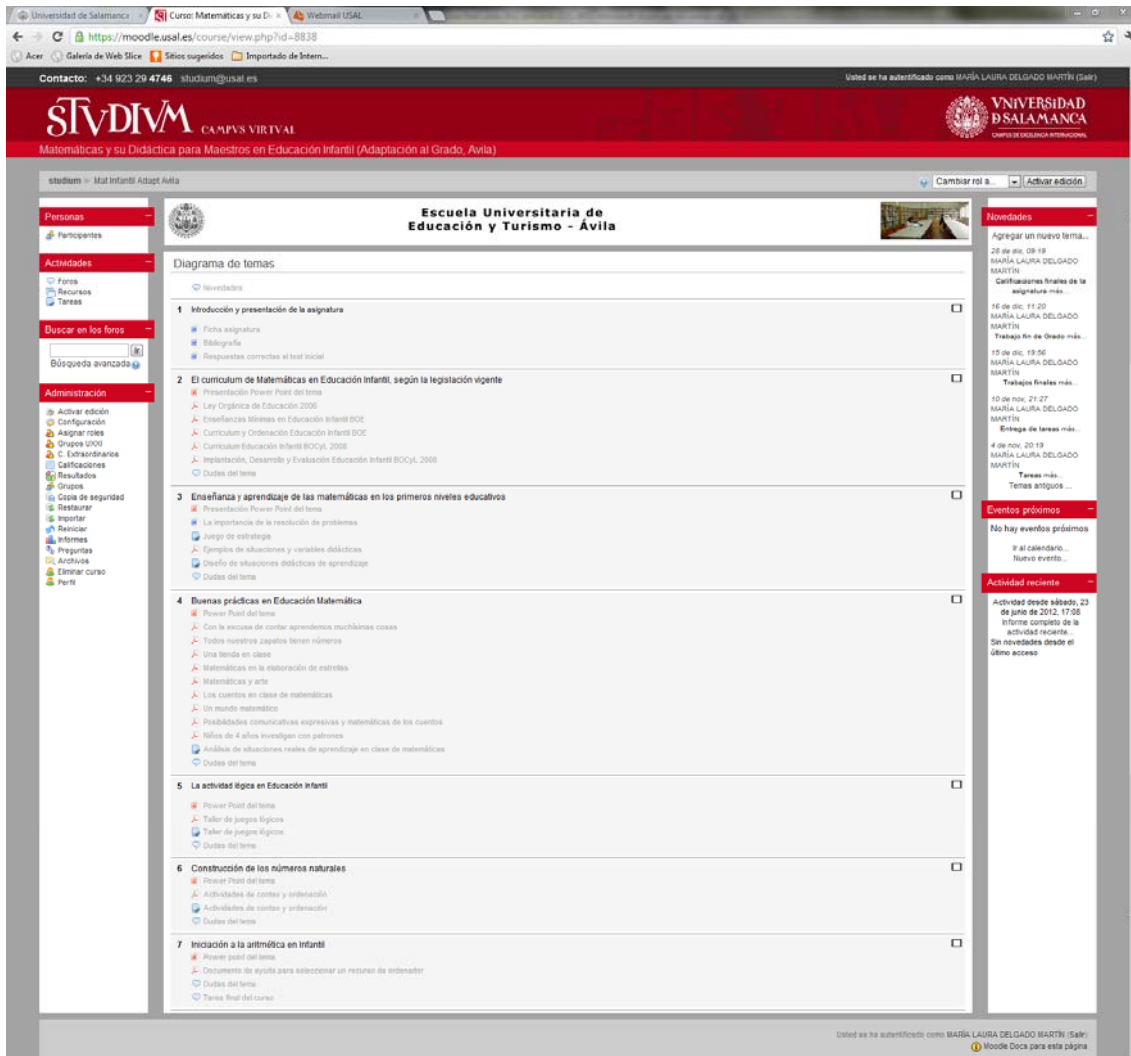 Universidad de Salamanca
Curso: Matemáticas y su Di
Webmail USAL
https://moodle.usal.es/course/view.php?id=8838
Acer Galería de Web Slice Sitios sugeridos Importado de Intern...
Contacto: +34 923 29 4746 studium@usal.es
Usted se ha autentificado como MARÍA LAURA DELGADO MARTÍN (Salir)
STVDIVM CAMPVS VIRTVAL
VNIVERSIDAD
D SALAMANCA
CAMPUS DE EXCELENCIA INTERNACIONAL
Matemáticas y su Didáctica para Maestros en Educación Infantil (Adaptación al Grado, Avila)
studium ► Mat Infantil Adapt Avila
Cambiar rol a...
Activar edición
Personas
Participantes
Actividades
Foros
Recursos
Tareas
Buscar en los foros
Ir
Búsqueda avanzada
Administración
Activar edición
Configuración
Asignar roles
Grupos UXXI
C. Extraordinarios
Calificaciones
Resultados
Grupos
Copia de seguridad
Restaurar
Importar
Reiniciar
Informes
Preguntas
Archivos
Eliminar curso
Perfil
Escuela Universitaria de
Educación y Turismo - Ávila
Diagrama de temas
Novedades
1 Introducción y presentación de la asignatura
Ficha asignatura
Bibliografía
Respuestas correctas al test inicial
2 El curriculum de Matemáticas en Educación Infantil, según la legislación vigente
Presentación Power Point del tema
Ley Orgánica de Educación 2006
Enseñanzas Mínimas en Educación Infantil BOE
Curriculum y Ordenación Educación Infantil BOE
Curriculum Educación Infantil BOCyL 2008
Implantación, Desarrollo y Evaluación Educación Infantil BOCyL 2008
Dudas del tema
3 Enseñanza y aprendizaje de las matemáticas en los primeros niveles educativos
Presentación Power Point del tema
La importancia de la resolución de problemas
Juego de estrategia
Ejemplos de situaciones y variables didácticas
Diseño de situaciones didácticas de aprendizaje
Dudas del tema
4 Buenas prácticas en Educación Matemática
Power Point del tema
Con la excusa de contar aprendemos muchísimas cosas
Todos nuestros zapatos tienen números
Una tienda en clase
Matemáticas en la elaboración de estrellas
Matemáticas y arte
Los cuentos en clase de matemáticas
Un mundo matemático
Posibilidades comunicativas expresivas y matemáticas de los cuentos
Niños de 4 años investigan con patrones
Análisis de situaciones reales de aprendizaje en clase de matemáticas
Dudas del tema
5 La actividad lógica en Educación Infantil
Power Point del tema
Taller de juegos lógicos
Taller de juegos lógicos
Dudas del tema
6 Construcción de los números naturales
Power Point del tema
Actividades de conteo y ordenación
Actividades de conteo y ordenación
Dudas del tema
7 Iniciación a la aritmética en Infantil
Power point del tema
Documento de ayuda para seleccionar un recurso de ordenador
Dudas del tema
Tarea final del curso
Novedades
Agregar un nuevo tema...
28 de dic, 09:19
MARÍA LAURA DELGADO
MARTÍN
Calificaciones finales de la
asignatura más...
16 de dic, 11:20
MARÍA LAURA DELGADO
MARTÍN
Trabajo fin de Grado más...
15 de dic, 19:56
MARÍA LAURA DELGADO
MARTÍN
Trabajos finales más...
10 de nov, 21:27
MARÍA LAURA DELGADO
MARTÍN
Entrega de tareas más...
4 de nov, 20:19
MARÍA LAURA DELGADO
MARTÍN
Tareas más...
Temas antiguos ...
Eventos próximos
No hay eventos próximos
Ir al calendario...
Nuevo evento...
Actividad reciente
Actividad desde sábado, 23
de junio de 2012, 17:08
Informe completo de la
actividad reciente...
Sin novedades desde el
último acceso
Usted se ha autentificado como MARÍA LAURA DELGADO MARTÍN (Salir)
Moodle Docs para esta página